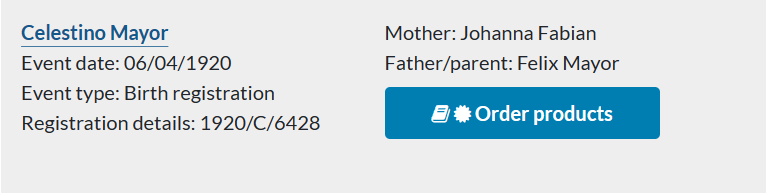 Celestino Mayor
Event date: 06/04/1920
Event type: Birth registration
Registration details: 1920/C/6428
Mother: Johanna Fabian
Father/parent: Felix Mayor
Order products